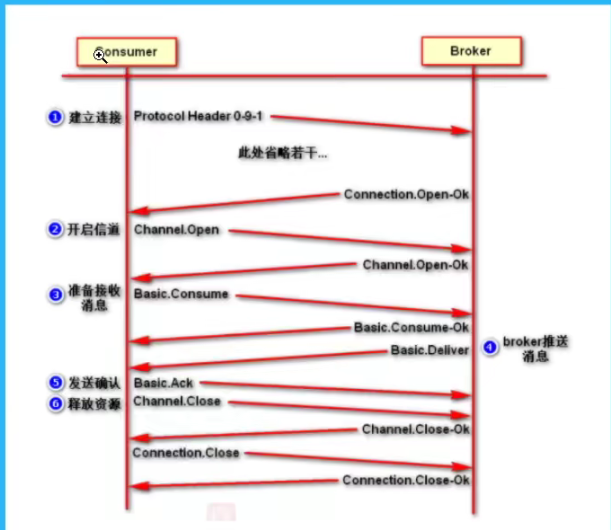 Consumer
Broker
1 建立连接 Protocol Header 0-9-1
此处省略若干...
Connection.Open-Ok
2 开启信道 Channel.Open
Channel.Open-Ok
3 准备接收
消息
Basic.Consume
Basic.Consume-Ok
Basic.Deliver
4 broker推送
消息
5 发送确认 Basic.Ack
6 释放资源 Channel.Close
Channel.Close-Ok
Connection.Close
Connection.Close-Ok